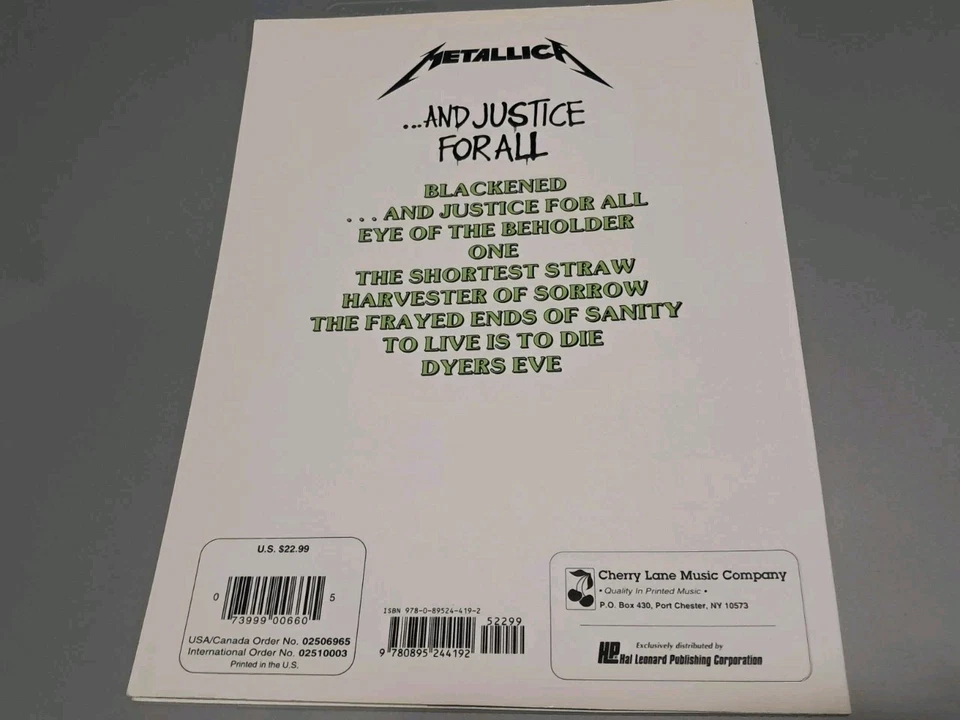 METALLICA
...AND JUSTICE
FOR ALL
BLACKENED
...AND JUSTICE FOR ALL
EYE OF THE BEHOLDER
ONE
THE SHORTEST STRAW
HARVESTER OF SORROW
THE FRAYED ENDS OF SANITY
TO LIVE IS TO DIE
DYERS EVE
U.S. $22.99
0 73999 00660 5
USA/Canada Order No. 02506965
International Order No. 02510003
Printed in the U.S.
ISBN 978-0-89524-419-2
52299
9 780895 244192
Cherry Lane Music Company
• Quality In Printed Music •
P.O. Box 430, Port Chester, NY 10573
Exclusively distributed by
HL Hal Leonard Publishing Corporation